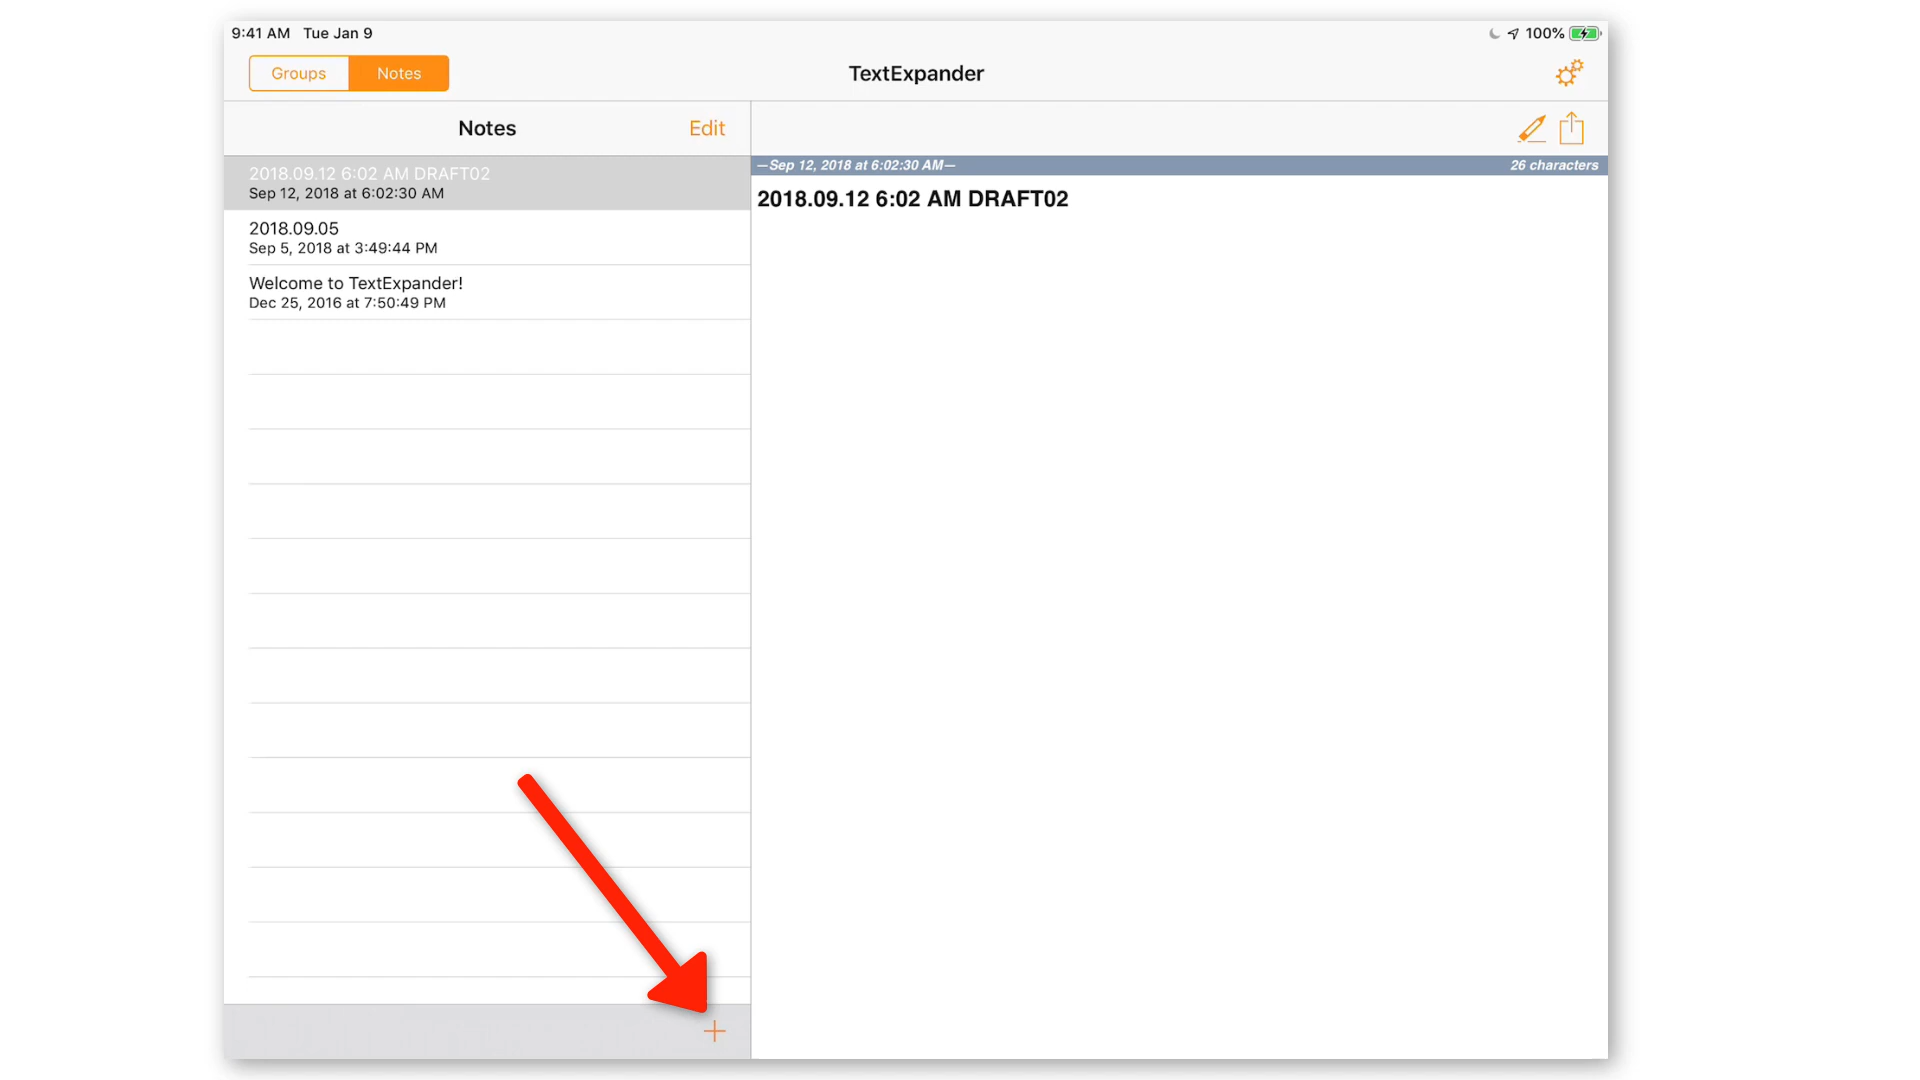 9:41 AM Tue Jan 9
100%
Groups
Notes
TextExpander
Notes
Edit
2018.09.12 6:02 AM DRAFT02
Sep 12, 2018 at 6:02:30 AM
2018.09.05
Sep 5, 2018 at 3:49:44 PM
Welcome to TextExpander!
Dec 25, 2016 at 7:50:49 PM
—Sep 12, 2018 at 6:02:30 AM—
26 characters
2018.09.12 6:02 AM DRAFT02